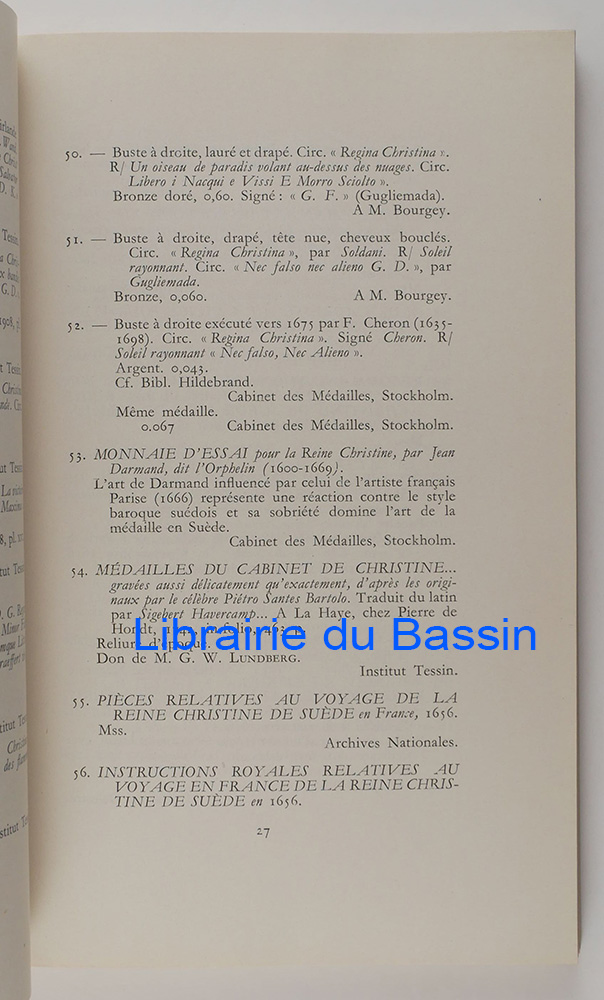 50. — Buste à droite, lauré et drapé. Circ. « Regina Christina ».
R/ Un oiseau de paradis volant au-dessus des nuages. Circ.
Libero i Nacqui e Vissi E Morro Sciolto ».
Bronze doré, 0,60. Signé : « G. F. » (Gugliemada).
A M. Bourgey.
51. — Buste à droite, drapé, tête nue, cheveux bouclés.
Circ. « Regina Christina », par Soldani. R/ Soleil
rayonnant. Circ. « Nec falso nec alieno G. D. », par
Gugliemada.
Bronze, 0,060. A M. Bourgey.
52. — Buste à droite exécuté vers 1675 par F. Cheron (1635-
1698). Circ. « Regina Christina ». Signé Cheron. R/
Soleil rayonnant « Nec falso, Nec Alieno ».
Argent. 0,043.
Cf. Bibl. Hildebrand.
Cabinet des Médailles, Stockholm.
Même médaille.
0.067 Cabinet des Médailles, Stockholm.
53. MONNAIE D'ESSAI pour la Reine Christine, par Jean
Darmand, dit l'Orphelin (1600-1669).
L'art de Darmand influencé par celui de l'artiste français
Parise (1666) représente une réaction contre le style
baroque suédois et sa sobriété domine l'art de la
médaille en Suède.
Cabinet des Médailles, Stockholm.
54. MÉDAILLES DU CABINET DE CHRISTINE...
gravées aussi délicatement qu'exactement, d'après les origi-
naux par le célèbre Piétro Santes Bartolo. Traduit du latin
par Sigebert Havercamp... A La Haye, chez Pierre de
Hondt, in-folio,
Librairie du Bassin
Reliure d'époque.
Don de M. G. W. LUNDBERG.
Institut Tessin.
55. PIÈCES RELATIVES AU VOYAGE DE LA
REINE CHRISTINE DE SUÈDE en France, 1656.
Mss.
Archives Nationales.
56. INSTRUCTIONS ROYALES RELATIVES AU
VOYAGE EN FRANCE DE LA REINE CHRIS-
TINE DE SUÈDE en 1656.
27